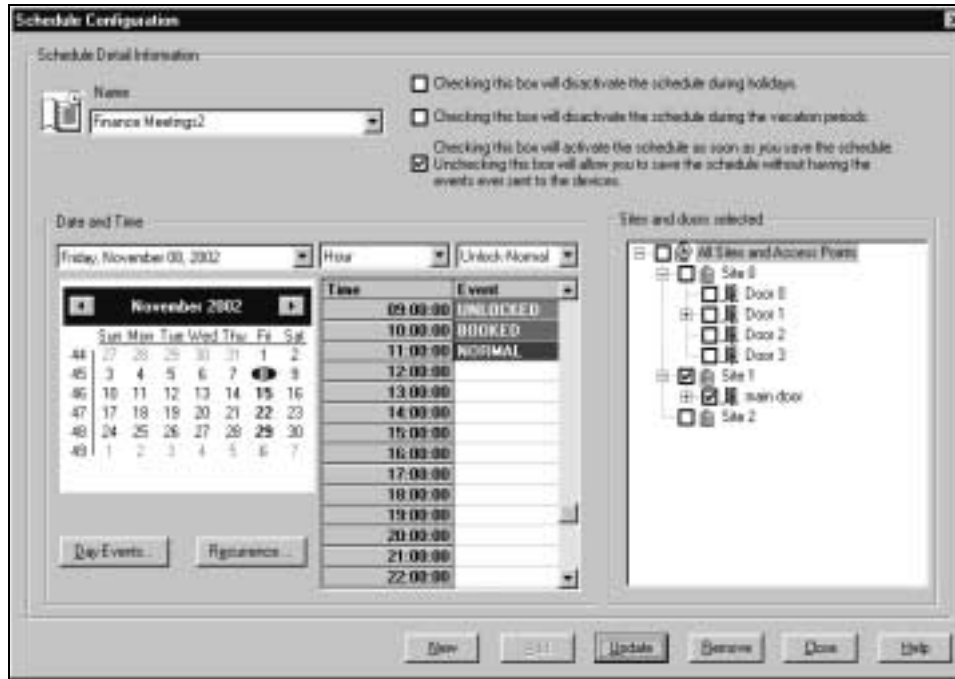 Schedule Configuration
Schedule Detail Information
Name
Finance Meetings2
Checking this box will disactivate the schedule during holidays.
Checking this box will disactivate the schedule during the vacation periods.
Checking this box will activate the schedule as soon as you save the schedule.
Unchecking this box will allow you to save the schedule without having the
events ever sent to the devices.
Date and Time
Friday, November 08, 2002
Hour
Unlock-Normal
November 2002
Sun Mon Tue Wed Thu Fri Sat
44 27 28 29 30 31 1 2
45 3 4 5 6 7 8 9
46 10 11 12 13 14 15 16
47 17 18 19 20 21 22 23
48 24 25 26 27 28 29 30
49 1 2 3 4 5 6 7
Day Events...
Recurrence...
Time Event
09:00:00 UNLOCKED
10:00:00 BOOKED
11:00:00 NORMAL
12:00:00
13:00:00
14:00:00
15:00:00
16:00:00
17:00:00
18:00:00
19:00:00
20:00:00
21:00:00
22:00:00
Sites and doors selected
All Sites and Access Points
Site 0
Door 0
Door 1
Door 2
Door 3
Site 1
main door
Site 2
New
Edit
Update
Remove
Close
Help